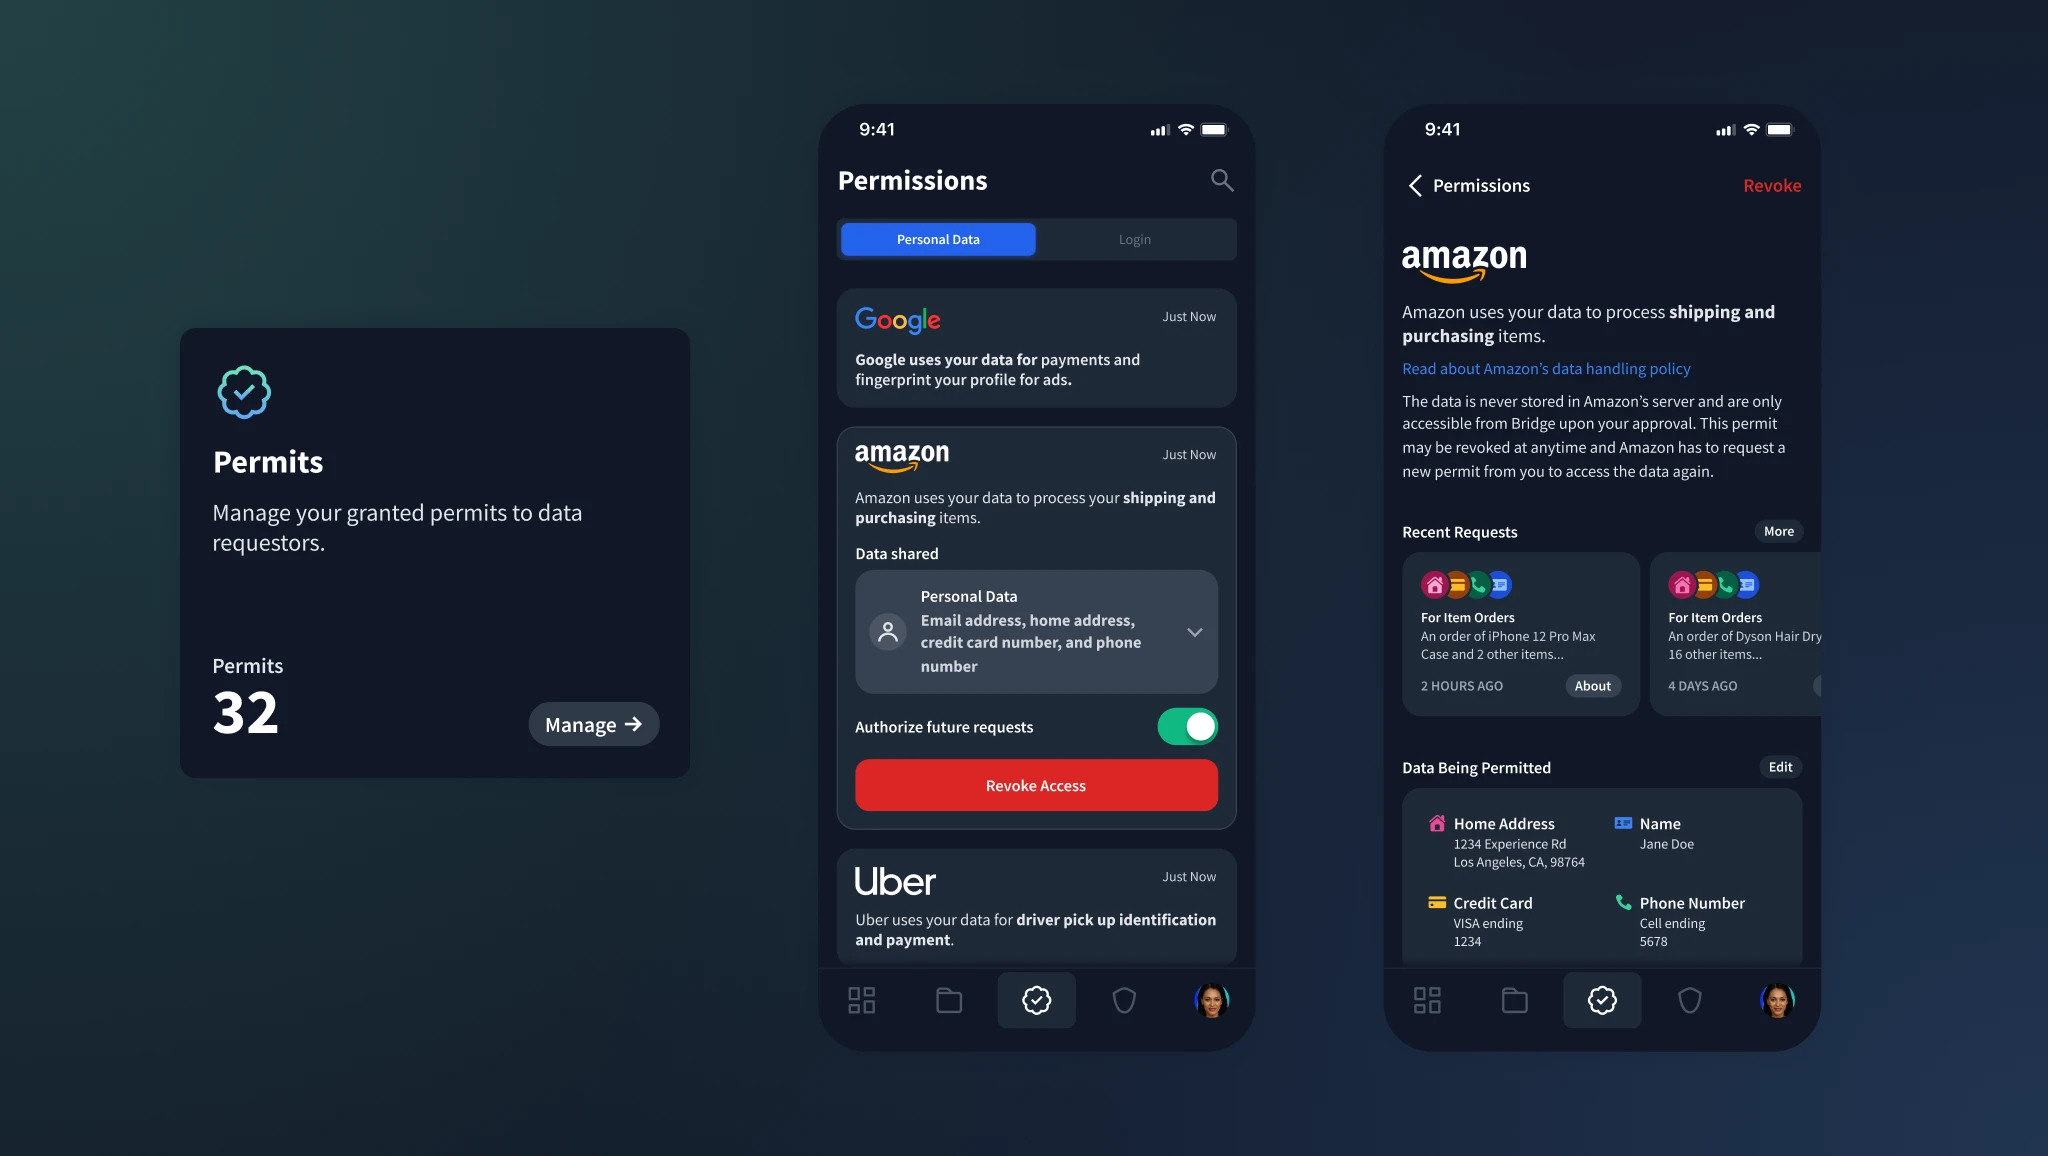 Permits
Manage your granted permits to data
requestors.
Permits
32
Manage →
9:41
Permissions
Personal Data
Login
Google
Just Now
Google uses your data for payments and
fingerprint your profile for ads.
amazon
Just Now
Amazon uses your data to process your shipping and
purchasing items.
Data shared
Personal Data
Email address, home address,
credit card number, and phone
number
Authorize future requests
Revoke Access
Uber
Just Now
Uber uses your data for driver pick up identification
and payment.
9:41
Permissions
Revoke
amazon
Amazon uses your data to process shipping and
purchasing items.
Read about Amazon’s data handling policy
The data is never stored in Amazon’s server and are only
accessible from Bridge upon your approval. This permit
may be revoked at anytime and Amazon has to request a
new permit from you to access the data again.
Recent Requests
More
For Item Orders
An order of iPhone 12 Pro Max
Case and 2 other items...
2 HOURS AGO
About
For Item Orders
An order of Dyson Hair Dry
16 other items...
4 DAYS AGO
Data Being Permitted
Edit
Home Address
1234 Experience Rd
Los Angeles, CA, 98764
Name
Jane Doe
Credit Card
VISA ending
1234
Phone Number
Cell ending
5678